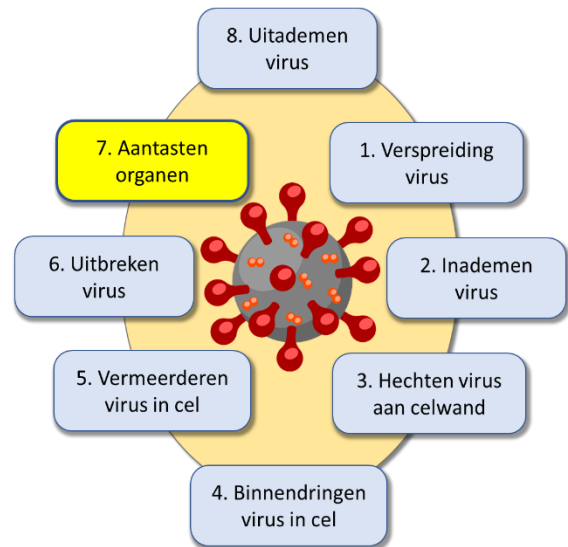 8. Uitademen
virus
1. Verspreiding
virus
2. Inademen
virus
3. Hechten virus
aan celwand
4. Binnendringen
virus in cel
5. Vermeerderen
virus in cel
6. Uitbreken
virus
7. Aantasten
organen